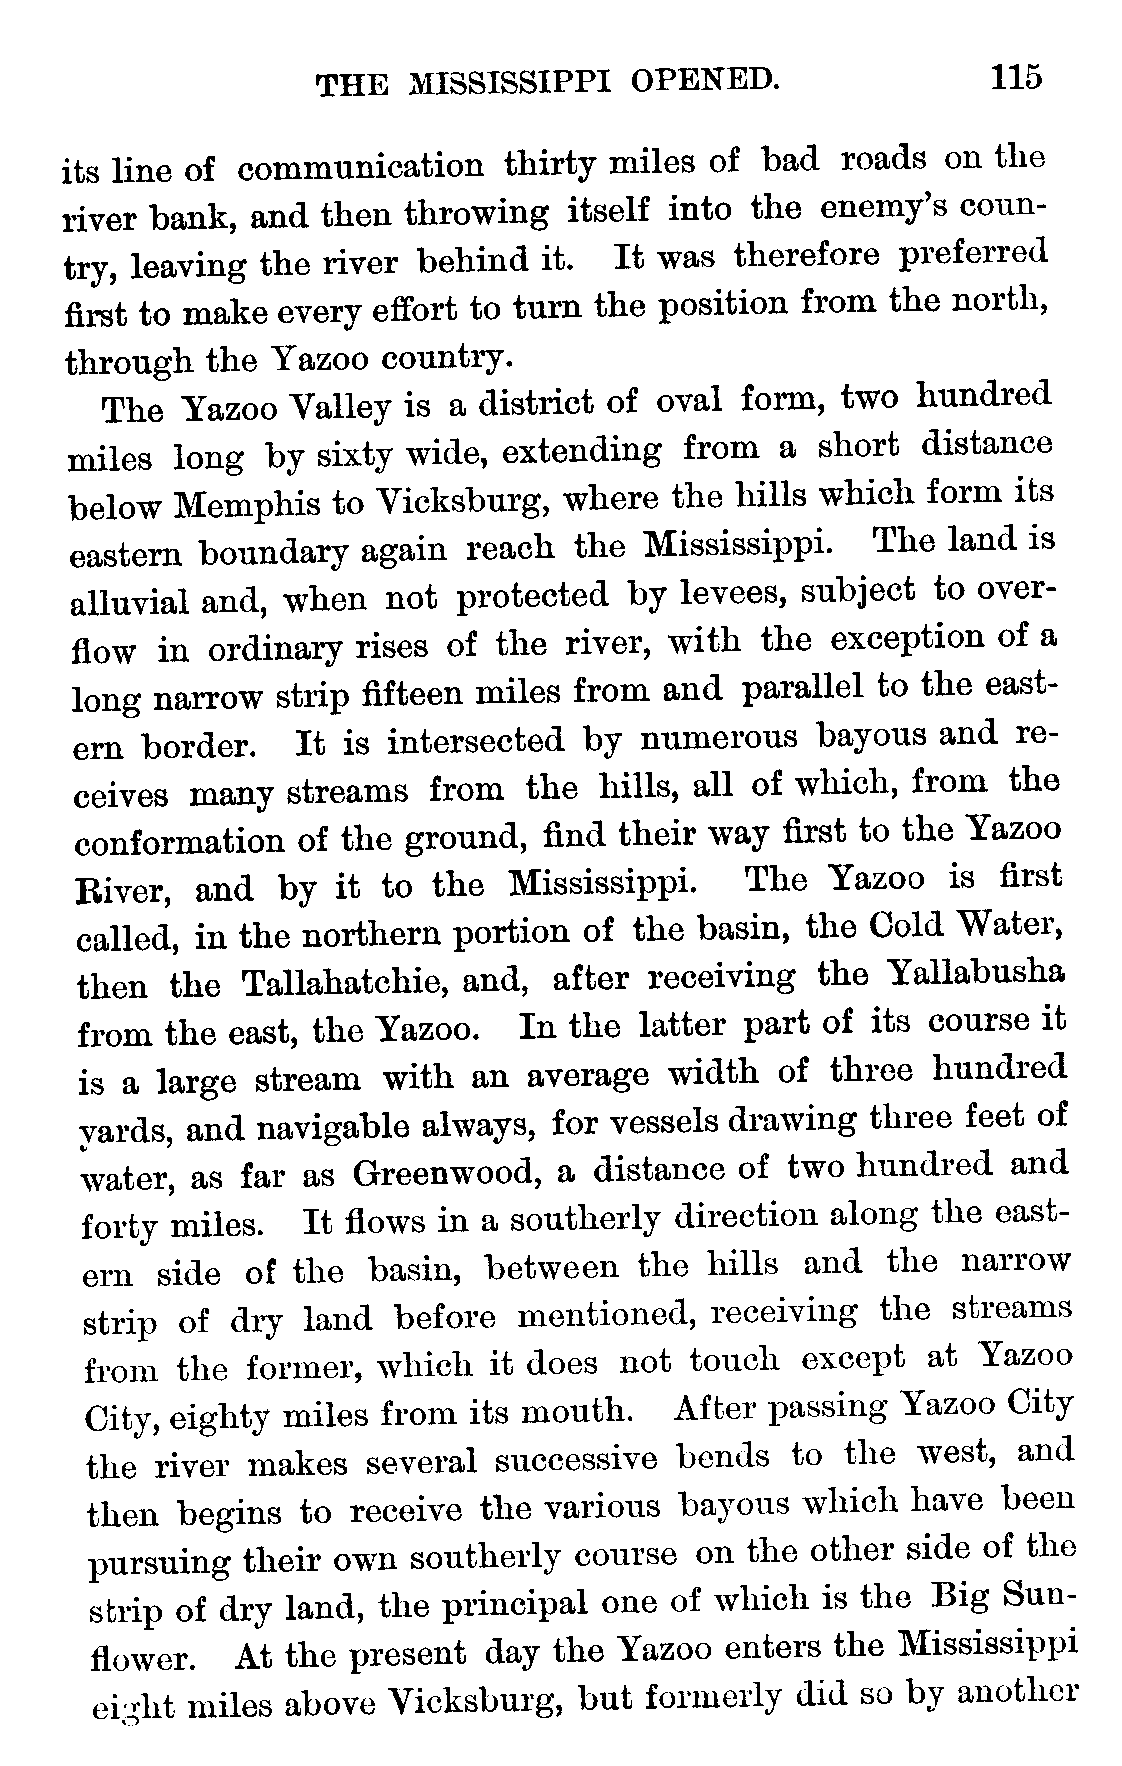 THE MISSISSIPPI OPENED. 115
its line of communication thirty miles of bad roads on the
river bank, and then throwing itself into the enemy's coun-
try, leaving the river behind it. It was therefore preferred
first to make every effort to turn the position from the north,
through the Yazoo country.
The Yazoo Valley is a district of oval form, two hundred
miles long by sixty wide, extending from a short distance
below Memphis to Vicksburg, where the hills which form its
eastern boundary again reach the Mississippi. The land is
alluvial and, when not protected by levees, subject to over-
flow in ordinary rises of the river, with the exception of a
long narrow strip fifteen miles from and parallel to the east-
ern border. It is intersected by numerous bayous and re-
ceives many streams from the hills, all of which, from the
conformation of the ground, find their way first to the Yazoo
River, and by it to the Mississippi. The Yazoo is first
called, in the northern portion of the basin, the Cold Water,
then the Tallahatchie, and, after receiving the Yallabusha
from the east, the Yazoo. In the latter part of its course it
is a large stream with an average width of three hundred
yards, and navigable always, for vessels drawing three feet of
water, as far as Greenwood, a distance of two hundred and
forty miles. It flows in a southerly direction along the east-
ern side of the basin, between the hills and the narrow
strip of dry land before mentioned, receiving the streams
from the former, which it does not touch except at Yazoo
City, eighty miles from its mouth. After passing Yazoo City
the river makes several successive bends to the west, and
then begins to receive the various bayous which have been
pursuing their own southerly course on the other side of the
strip of dry land, the principal one of which is the Big Sun-
flower. At the present day the Yazoo enters the Mississippi
eight miles above Vicksburg, but formerly did so by another